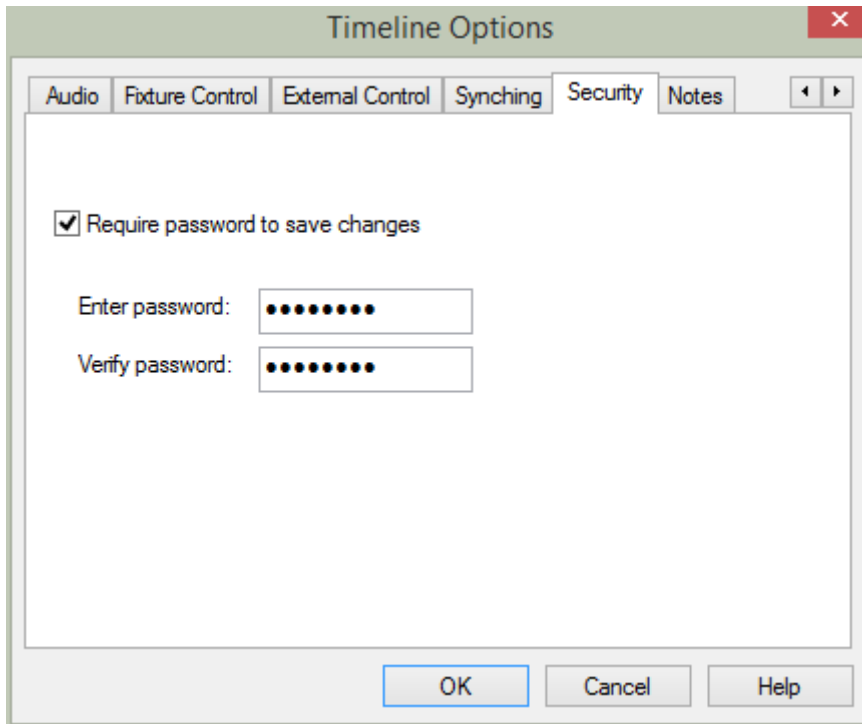 Timeline Options
Audio Fixture Control External Control Synching Security Notes
Require password to save changes
Enter password: ••••••••
Verify password: ••••••••
OK Cancel Help